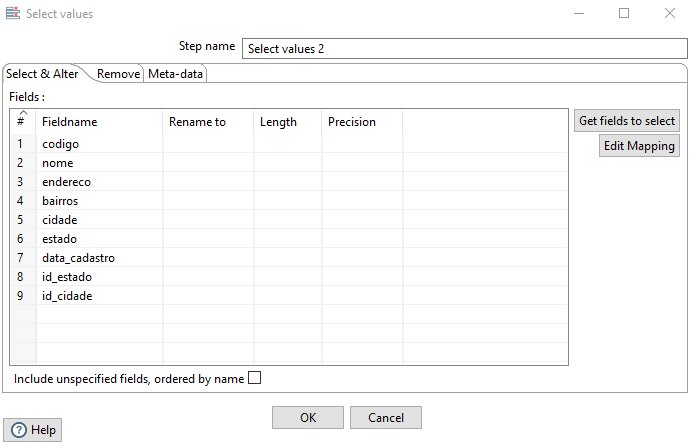 Select values
Step name Select values 2
Select & Alter Remove Meta-data
Fields :
# Fieldname Rename to Length Precision
1 codigo
2 nome
3 endereco
4 bairros
5 cidade
6 estado
7 data_cadastro
8 id_estado
9 id_cidade
Get fields to select
Edit Mapping
Include unspecified fields, ordered by name
OK Cancel
Help